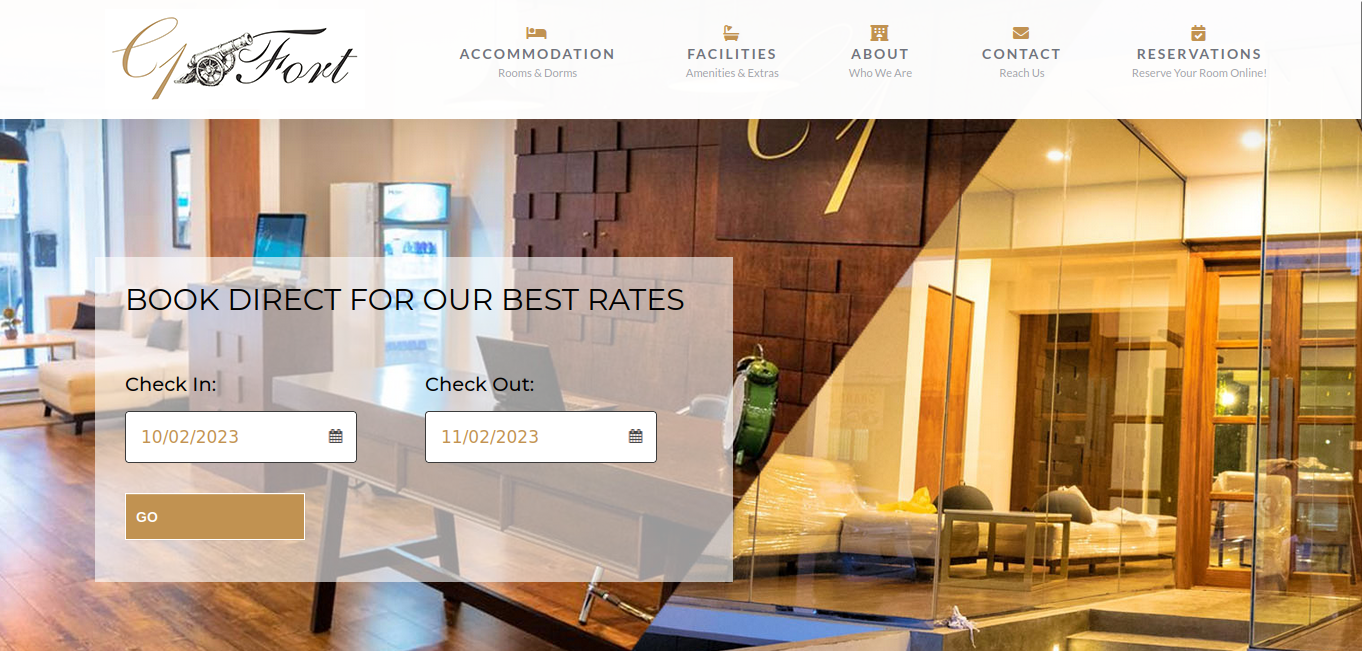 G1 Fort
ACCOMMODATION
Rooms & Dorms
FACILITIES
Amenities & Extras
ABOUT
Who We Are
CONTACT
Reach Us
RESERVATIONS
Reserve Your Room Online!
BOOK DIRECT FOR OUR BEST RATES
Check In:
Check Out:
10/02/2023
11/02/2023
GO